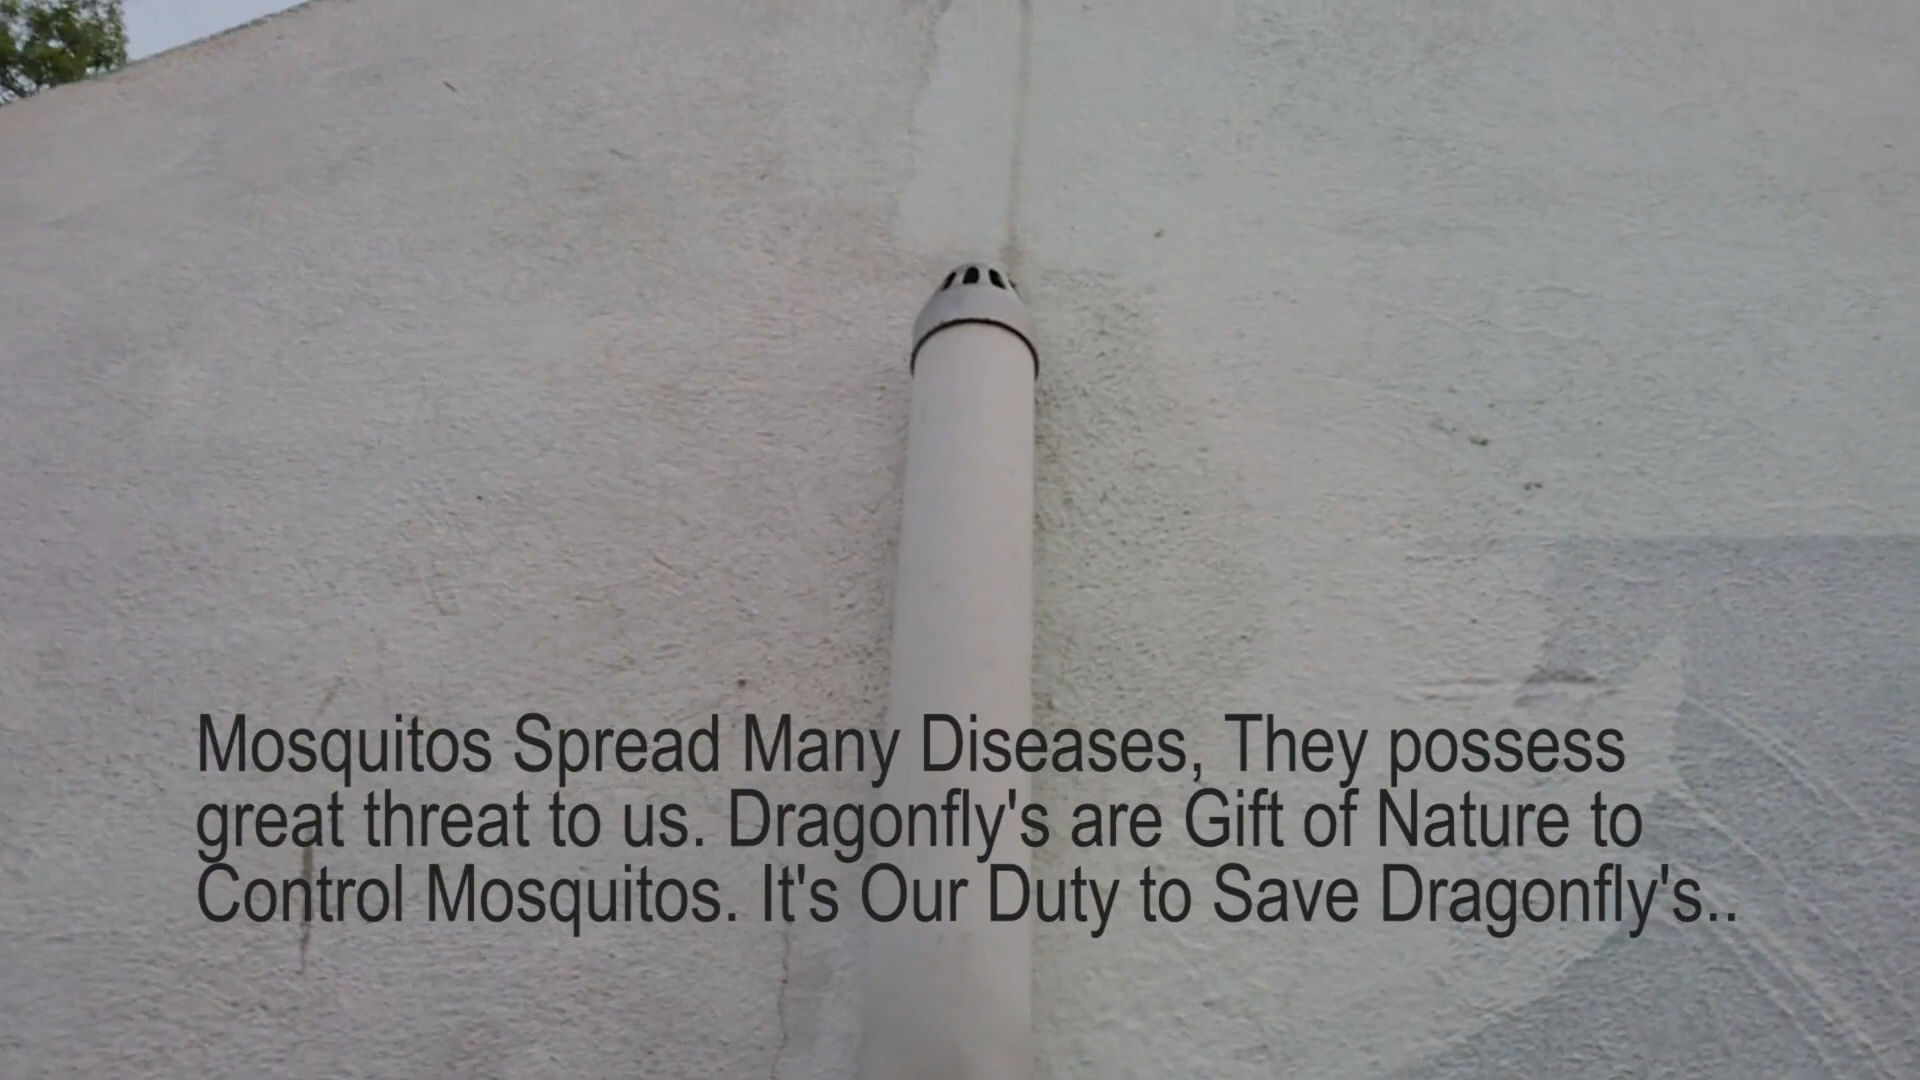 Mosquitos Spread Many Diseases, They possess
great threat to us. Dragonfly's are Gift of Nature to
Control Mosquitos. It's Our Duty to Save Dragonfly's..